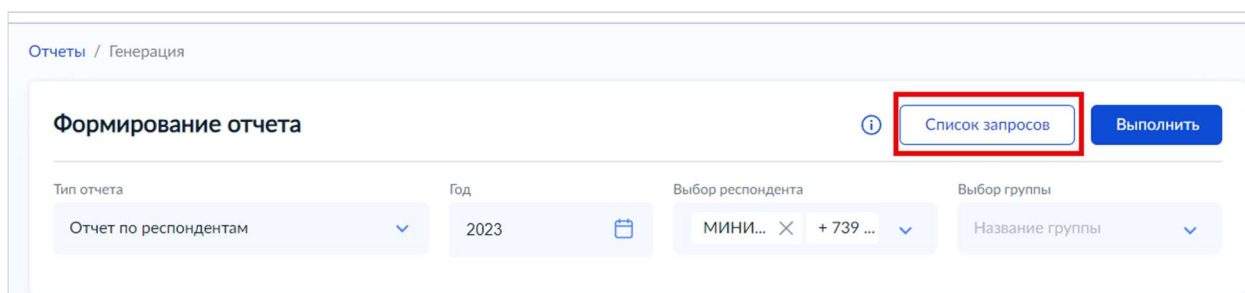 Отчеты / Генерация
Формирование отчета
Список запросов
Выполнить
Тип отчета
Год
Выбор респондента
Выбор группы
Отчет по респондентам
2023
МИНИ...
+ 739 ...
Название группы